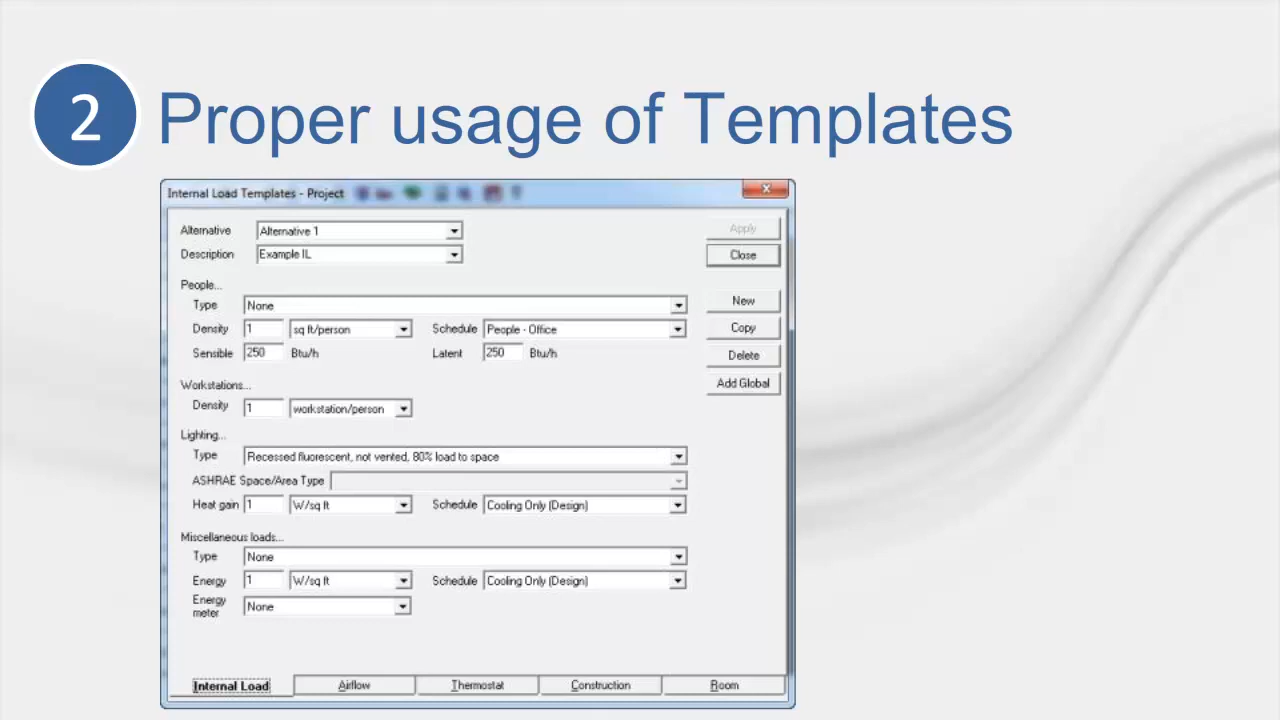 2 Proper usage of Templates
Internal Load Templates - Project
Alternative Alternative 1 Apply
Description Example IL Close
People...
Type None New
Density 1 sq ft/person Schedule People - Office Copy
Sensible 250 Btu/h Latent 250 Btu/h Delete
Workstations... Add Global
Density 1 workstation/person
Lighting...
Type Recessed fluorescent, not vented, 80% load to space
ASHRAE Space/Area Type
Heat gain 1 W/sq ft Schedule Cooling Only (Design)
Miscellaneous loads...
Type None
Energy 1 W/sq ft Schedule Cooling Only (Design)
Energy meter None
Internal Load Airflow Thermostat Construction Room